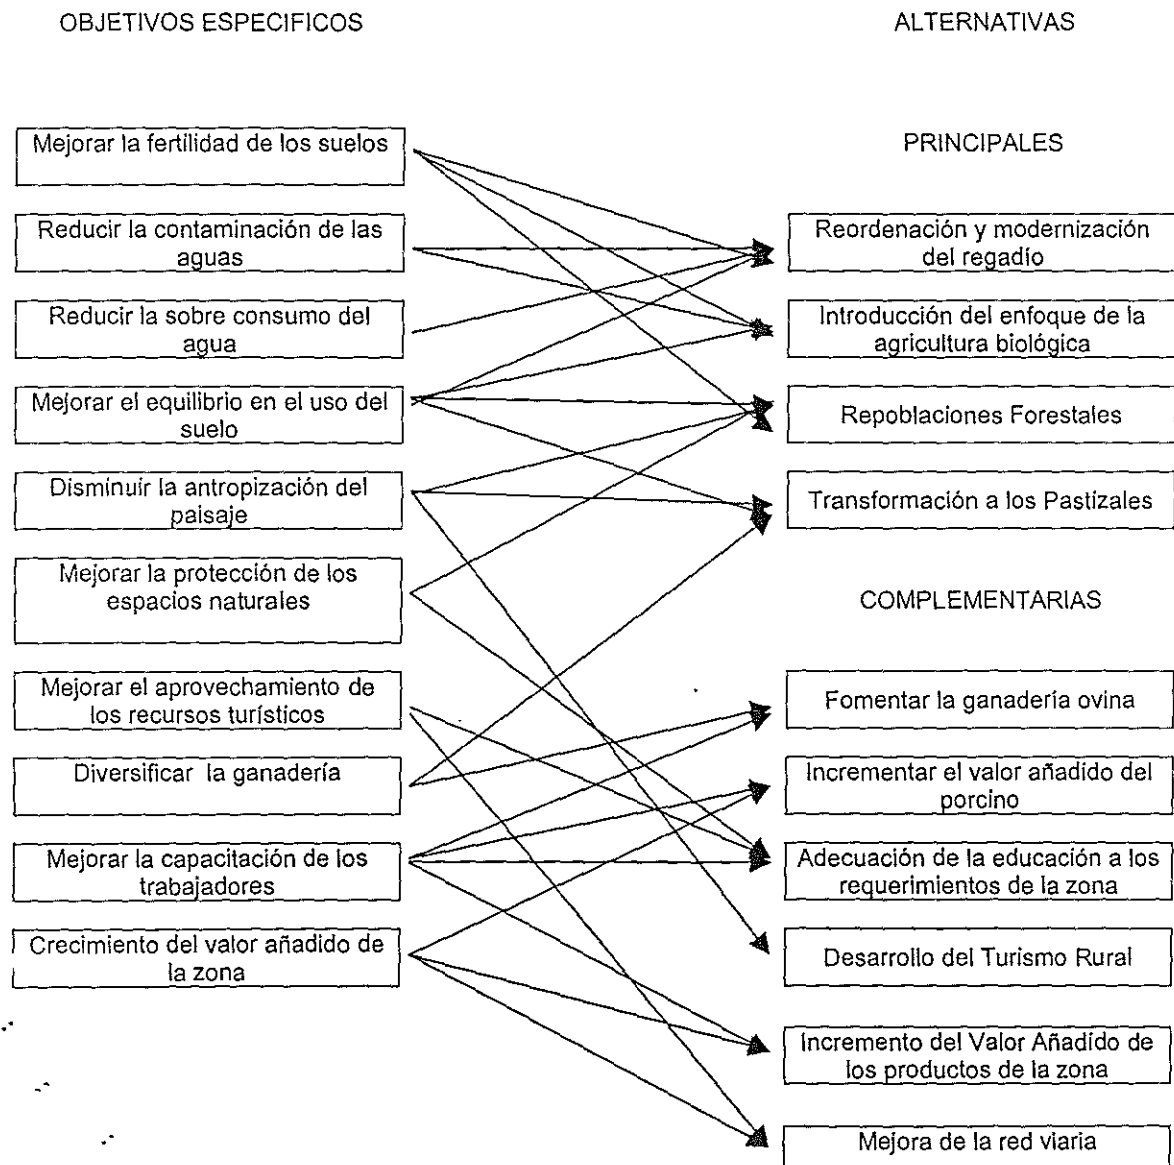 OBJETIVOS ESPECIFICOS
ALTERNATIVAS
Mejorar la fertilidad de los suelos
Reducir la contaminación de las
aguas
Reducir la sobre consumo del
agua
Mejorar el equilibrio en el uso del
suelo
Disminuir la antropización del
paisaje
Mejorar la protección de los
espacios naturales
Mejorar el aprovechamiento de
los recursos turísticos
Diversificar la ganadería
Mejorar la capacitación de los
trabajadores
Crecimiento del valor añadido de
la zona
PRINCIPALES
Reordenación y modernización
del regadío
Introducción del enfoque de la
agricultura biológica
Repoblaciones Forestales
Transformación a los Pastizales
COMPLEMENTARIAS
Fomentar la ganadería ovina
Incrementar el valor añadido del
porcino
Adecuación de la educación a los
requerimientos de la zona
Desarrollo del Turismo Rural
Incremento del Valor Añadido de
los productos de la zona
Mejora de la red viaria